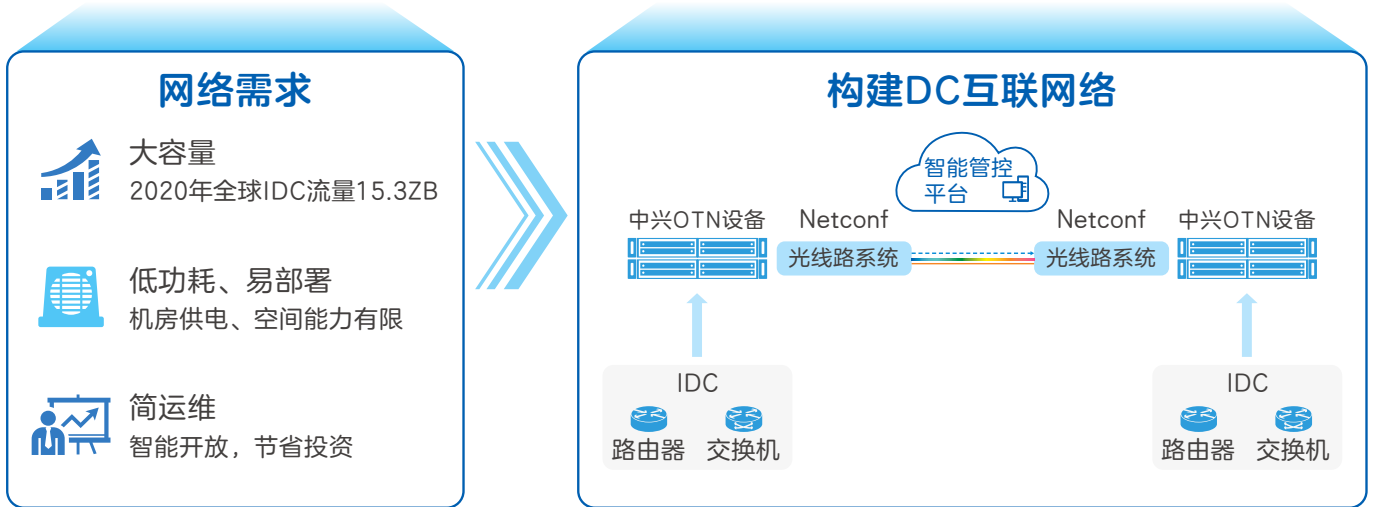 网络需求
大容量
2020年全球IDC流量15.3ZB
低功耗、易部署
机房供电、空间能力有限
简运维
智能开放，节省投资
构建DC互联网络
智能管控
平台
中兴OTN设备
Netconf
Netconf
中兴OTN设备
光线路系统
光线路系统
IDC
路由器
交换机
IDC
路由器
交换机